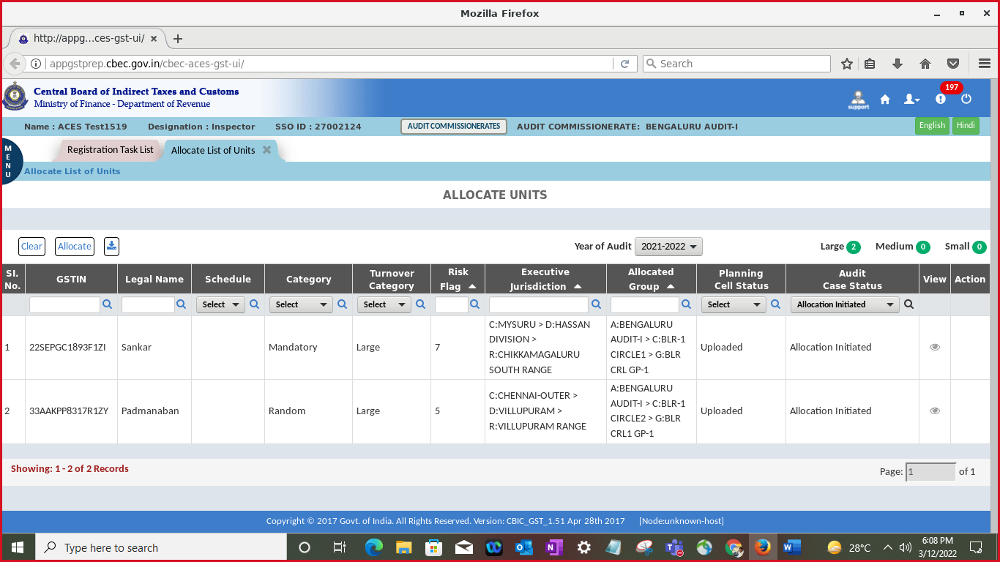 Mozilla Firefox
http://appg...ces-gst-ui/
appgstprep.cbec.gov.in/cbec-aces-gst-ui/
Search
Central Board of Indirect Taxes and Customs
Ministry of Finance - Department of Revenue
support
197
Name : ACES Test1519 Designation : Inspector SSO ID : 27002124 AUDIT COMMISSIONERATES AUDIT COMMISSIONERATE: BENGALURU AUDIT-I English Hindi
MENU
Registration Task List Allocate List of Units
Allocate List of Units
ALLOCATE UNITS
Clear Allocate Year of Audit 2021-2022 Large 2 Medium 0 Small 0
Sl. No. GSTIN Legal Name Schedule Category Turnover Category Risk Flag Executive Jurisdiction Allocated Group Planning Cell Status Audit Case Status View Action
Select Select Select Select Allocation Initiated
1 22SEPGC1893F1ZI Sankar Mandatory Large 7 C:MYSURU > D:HASSAN DIVISION > R:CHIKKAMAGALURU SOUTH RANGE A:BENGALURU AUDIT-I > C:BLR-1 CIRCLE1 > G:BLR CRL GP-1 Uploaded Allocation Initiated
2 33AAKPP8317R1ZY Padmanaban Random Large 5 C:CHENNAI-OUTER > D:VILLUPURAM > R:VILLUPURAM RANGE A:BENGALURU AUDIT-I > C:BLR-1 CIRCLE2 > G:BLR CRL1 GP-1 Uploaded Allocation Initiated
Showing: 1 - 2 of 2 Records
Page: 1 of 1
Copyright © 2017 Govt. of India. All Rights Reserved. Version: CBIC_GST_1.51 Apr 28th 2017 [Node:unknown-host]
Type here to search
28°C
6:08 PM
3/12/2022